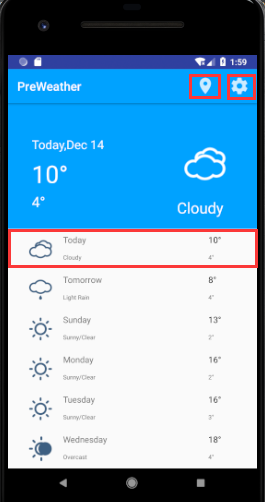 1:59
PreWeather
Today,Dec 14
10°
4°
Cloudy
Today 10°
Cloudy 4°
Tomorrow 8°
Light Rain 4°
Sunday 13°
Sunny/Clear 2°
Monday 16°
Sunny/Clear 2°
Tuesday 16°
Sunny/Clear 3°
Wednesday 18°
Overcast 4°